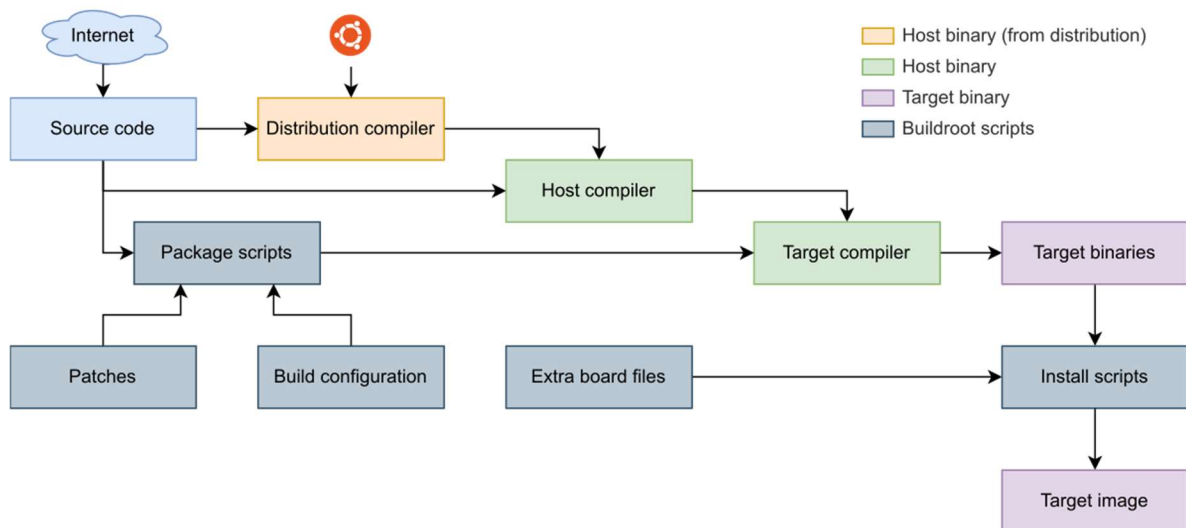 Internet
Host binary (from distribution)
Host binary
Target binary
Buildroot scripts
Source code
Distribution compiler
Host compiler
Package scripts
Target compiler
Target binaries
Patches
Build configuration
Extra board files
Install scripts
Target image